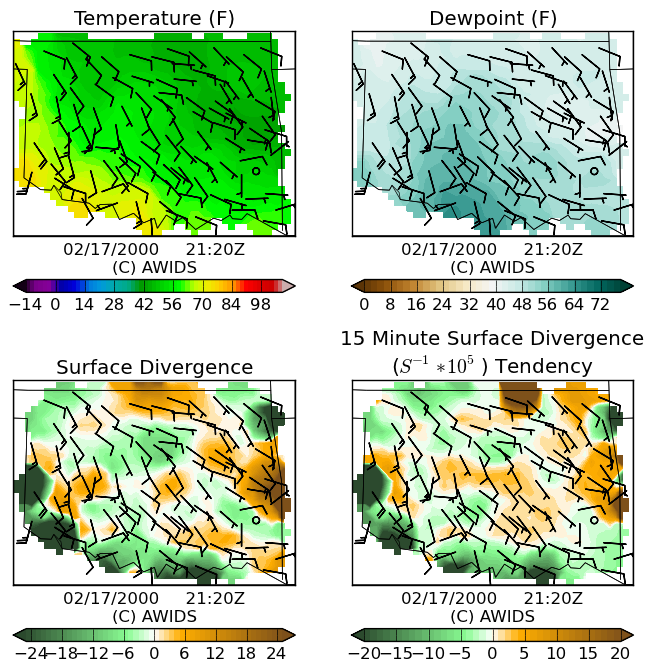 Temperature (F)
Dewpoint (F)
02/17/2000 21:20Z
(C) AWIDS
−14 0 14 28 42 56 70 84 98
02/17/2000 21:20Z
(C) AWIDS
0 8 16 24 32 40 48 56 64 72
Surface Divergence
15 Minute Surface Divergence
(S⁻¹ *10⁵ ) Tendency
02/17/2000 21:20Z
(C) AWIDS
−24 −18 −12 −6 0 6 12 18 24
02/17/2000 21:20Z
(C) AWIDS
−20 −15 −10 −5 0 5 10 15 20